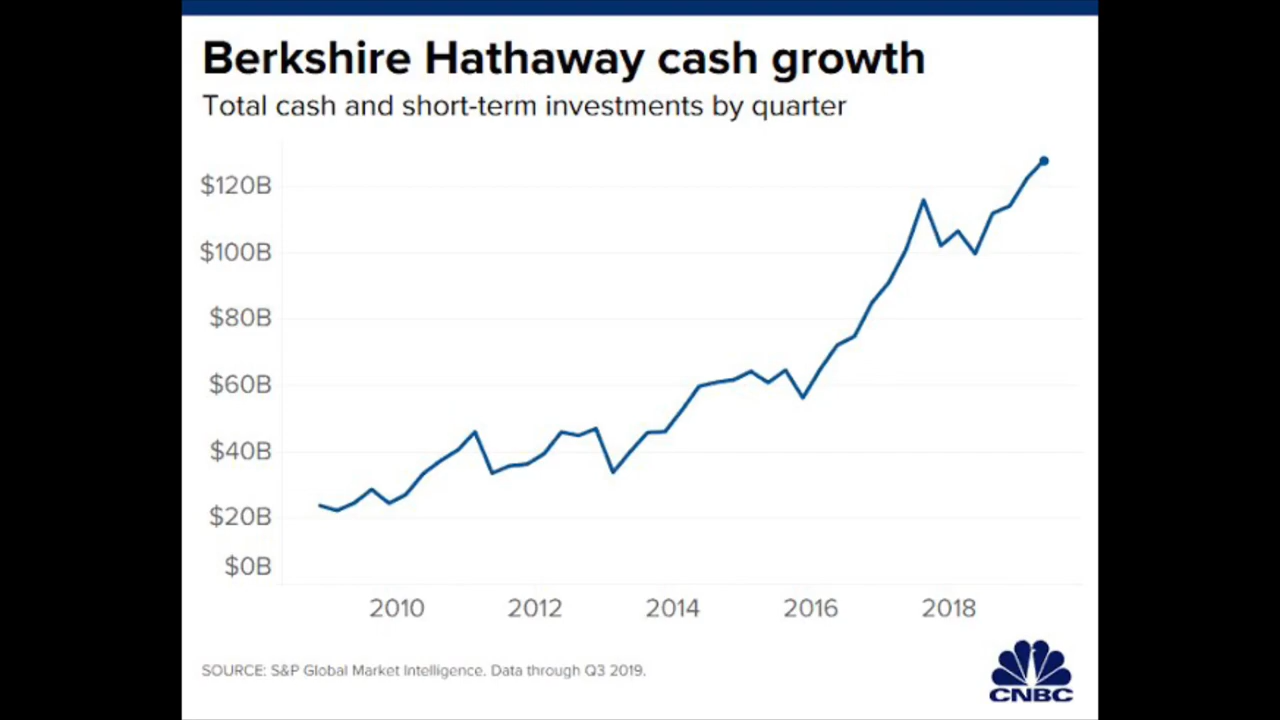 Berkshire Hathaway cash growth
Total cash and short-term investments by quarter
$120B
$100B
$80B
$60B
$40B
$20B
$0B
2010 2012 2014 2016 2018
SOURCE: S&P Global Market Intelligence. Data through Q3 2019.
CNBC